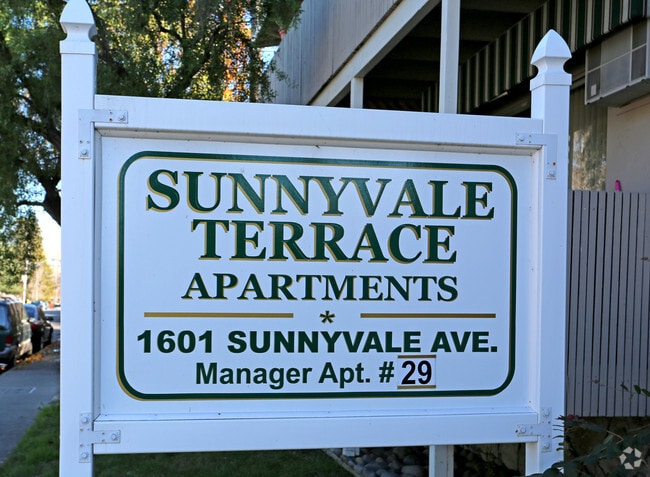 SUNNYVALE
TERRACE
APARTMENTS
*
1601 SUNNYVALE AVE.
Manager Apt. # 29